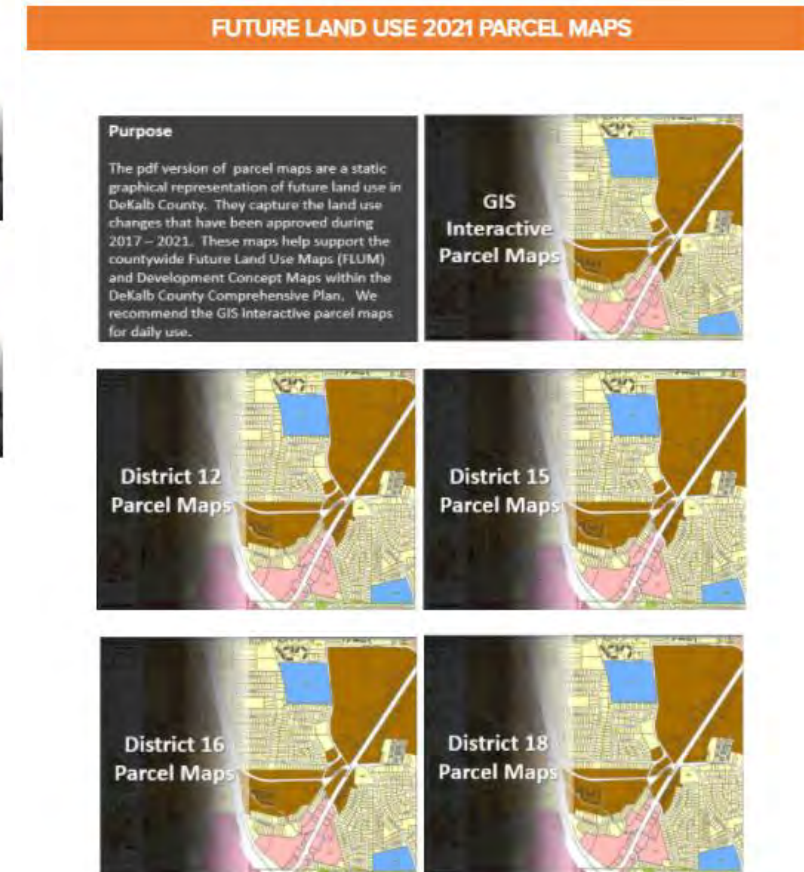 FUTURE LAND USE 2021 PARCEL MAPS
Purpose
The pdf version of parcel maps are a static
graphical representation of future land use in
DeKalb County. They capture the land use
changes that have been approved during
2017 – 2021. These maps help support the
countywide Future Land Use Maps (FLUM)
and Development Concept Maps within the
DeKalb County Comprehensive Plan. We
recommend the GIS Interactive parcel maps
for daily use.
GIS
Interactive
Parcel Maps
District 12
Parcel Maps
District 15
Parcel Maps
District 16
Parcel Maps
District 18
Parcel Maps